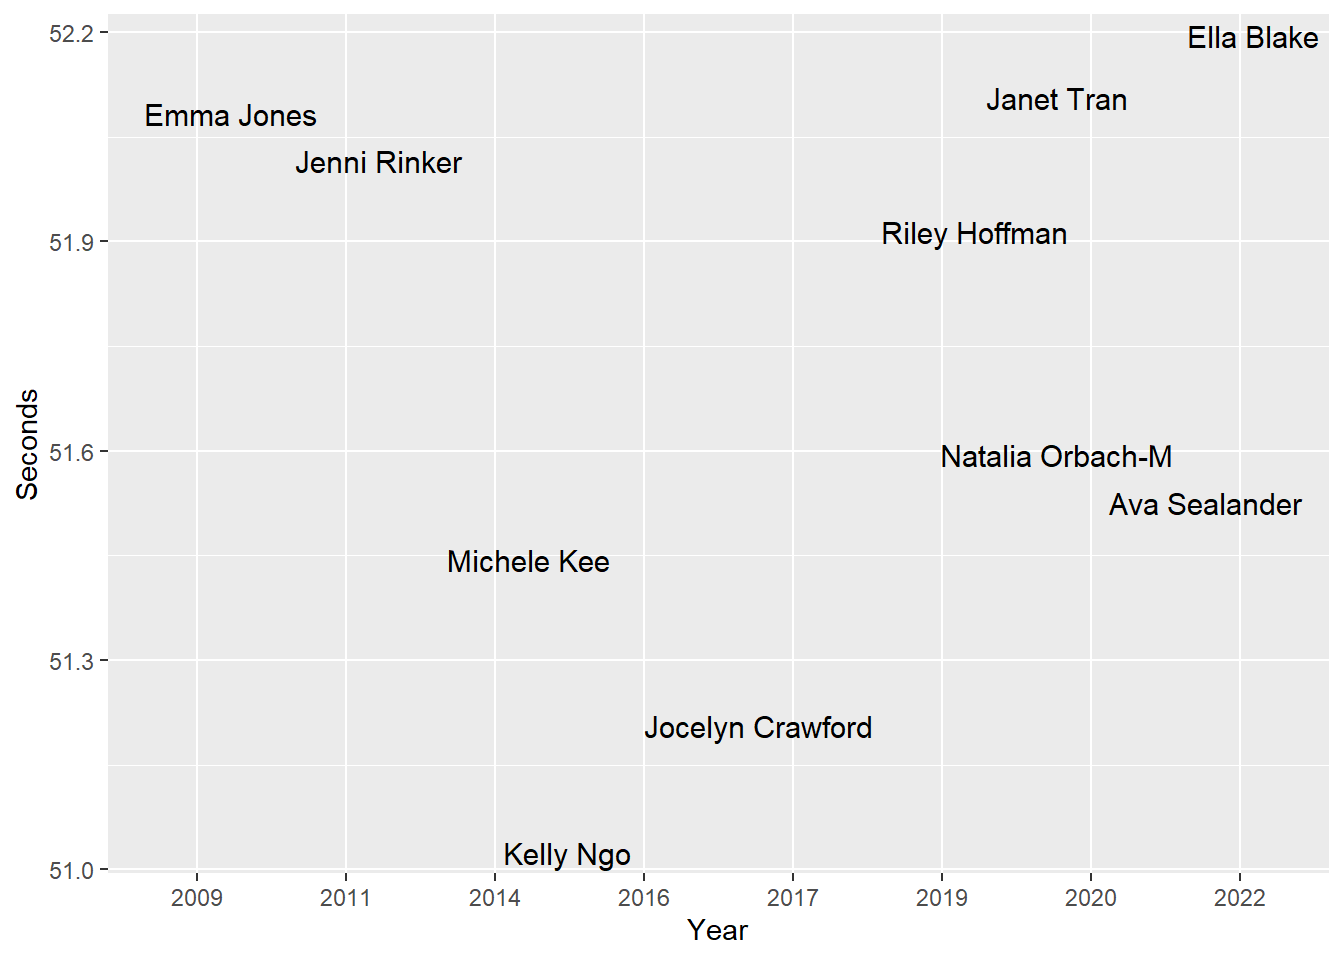 52.2
Ella Blake
Janet Tran
Emma Jones
Jenni Rinker
51.9
Riley Hoffman
Seconds
51.6
Natalia Orbach-M
Ava Sealander
Michele Kee
51.3
Jocelyn Crawford
51.0
Kelly Ngo
2009 2011 2014 2016 2017 2019 2020 2022
Year